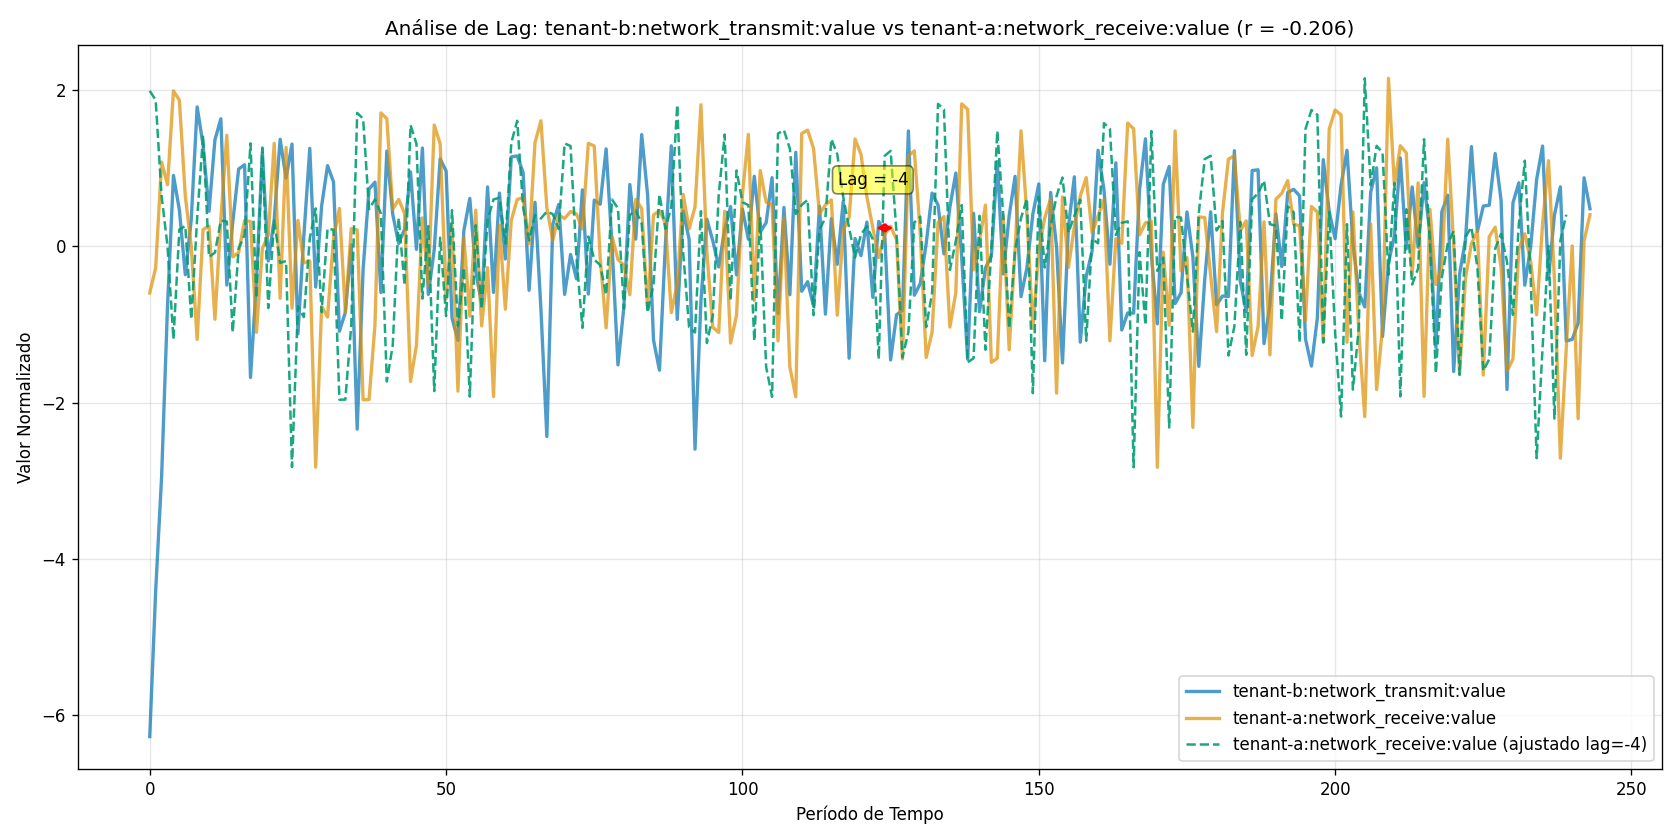 Análise de Lag: tenant-b:network_transmit:value vs tenant-a:network_receive:value (r = -0.206)
Valor Normalizado
2
0
−2
−4
−6
Lag = -4
tenant-b:network_transmit:value
tenant-a:network_receive:value
tenant-a:network_receive:value (ajustado lag=-4)
0 50 100 150 200 250
Período de Tempo